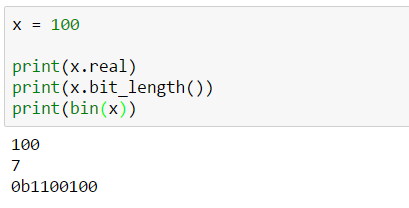 x = 100
print(x.real)
print(x.bit_length())
print(bin(x))
100
7
0b1100100